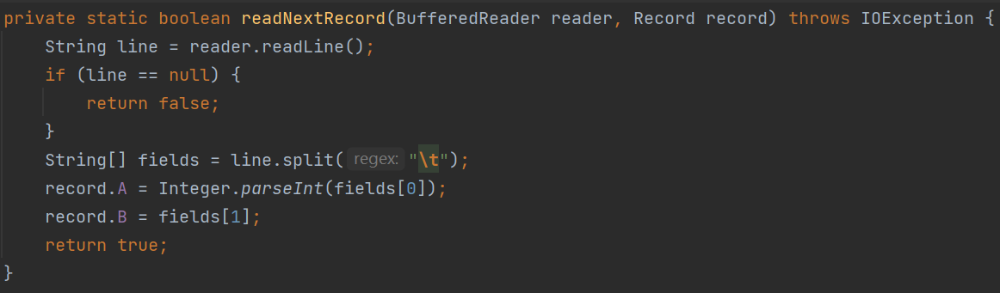 private static boolean readNextRecord(BufferedReader reader, Record record) throws IOException {
String line = reader.readLine();
if (line == null) {
return false;
}
String[] fields = line.split( regex: "\t");
record.A = Integer.parseInt(fields[0]);
record.B = fields[1];
return true;
}